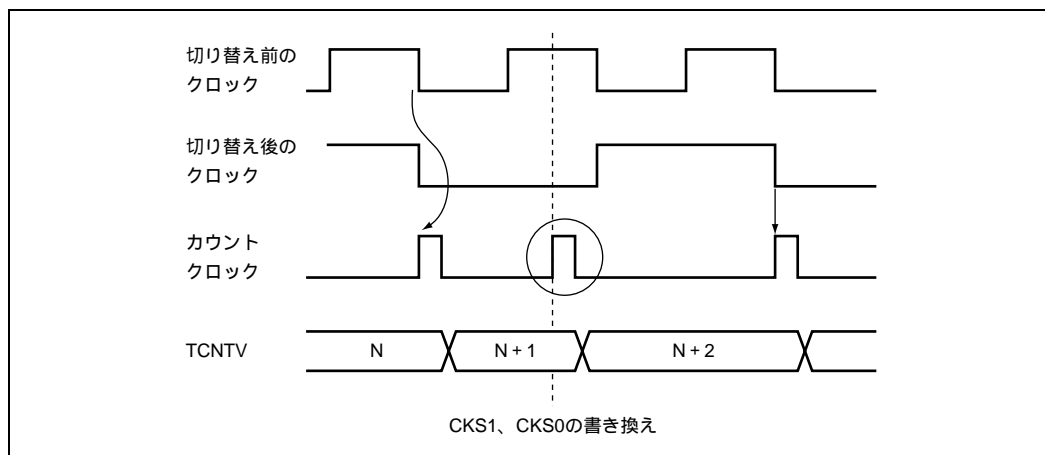 切り替え前の
クロック
切り替え後の
クロック
カウント
クロック
TCNTV
N
N + 1
N + 2
CKS1、CKS0の書き換え